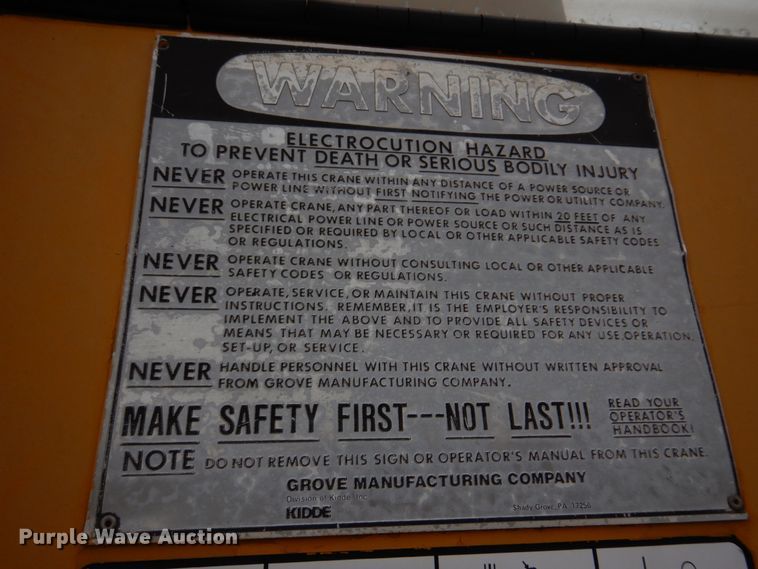 WARNING
ELECTROCUTION HAZARD
TO PREVENT DEATH OR SERIOUS BODILY INJURY
NEVER OPERATE THIS CRANE WITHIN ANY DISTANCE OF A POWER SOURCE OR
POWER LINE WITHOUT FIRST NOTIFYING THE POWER OR UTILITY COMPANY.
NEVER OPERATE CRANE, ANY PART THEREOF OR LOAD WITHIN 20 FEET OF ANY
ELECTRICAL POWER LINE OR POWER SOURCE OR SUCH DISTANCE AS IS
SPECIFIED OR REQUIRED BY LOCAL OR OTHER APPLICABLE SAFETY CODES
OR REGULATIONS.
NEVER OPERATE CRANE WITHOUT CONSULTING LOCAL OR OTHER APPLICABLE
SAFETY CODES OR REGULATIONS.
NEVER OPERATE, SERVICE, OR MAINTAIN THIS CRANE WITHOUT PROPER
INSTRUCTIONS. REMEMBER, IT IS THE EMPLOYER'S RESPONSIBILITY TO
IMPLEMENT THE ABOVE AND TO PROVIDE ALL SAFETY DEVICES OR
MEANS THAT MAY BE NECESSARY OR REQUIRED FOR ANY USE, OPERATION,
SET-UP, OR SERVICE.
NEVER HANDLE PERSONNEL WITH THIS CRANE WITHOUT WRITTEN APPROVAL
FROM GROVE MANUFACTURING COMPANY.
MAKE SAFETY FIRST---NOT LAST!!!
READ YOUR
OPERATOR'S
HANDBOOK!
NOTE DO NOT REMOVE THIS SIGN OR OPERATOR'S MANUAL FROM THIS CRANE.
GROVE MANUFACTURING COMPANY
Division of Kidde, Inc.
KIDDE
Shady Grove, PA. 17256
Purple Wave Auction